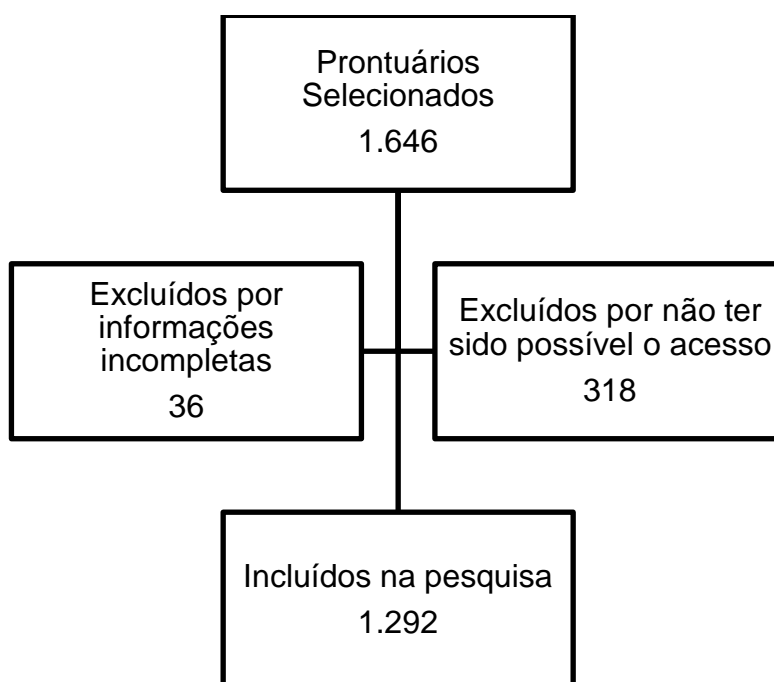 Prontuários
Selecionados
1.646
Excluídos por
informações
incompletas
36
Excluídos por não ter
sido possível o acesso
318
Incluídos na pesquisa
1.292